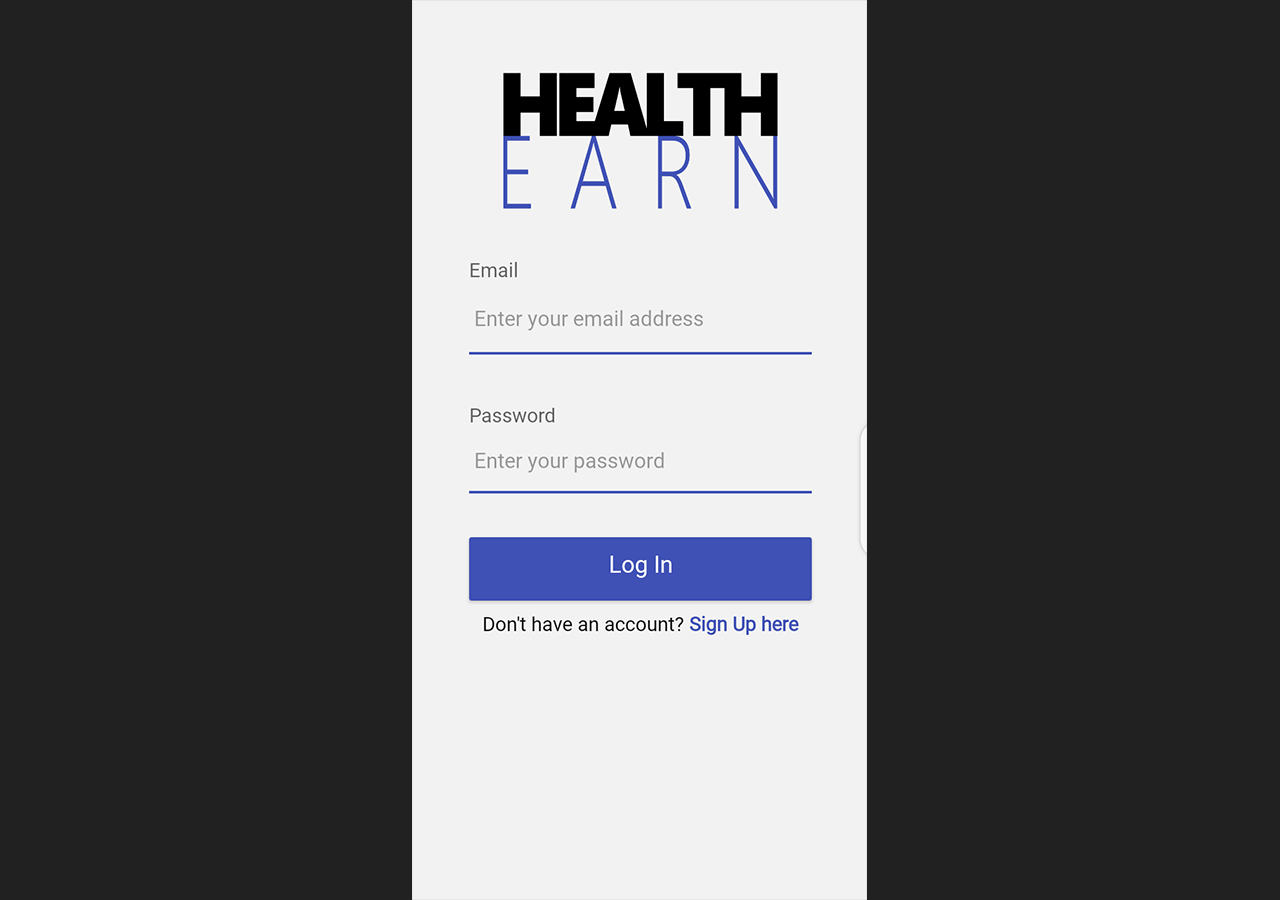 HEALTH
EARN
Email
Enter your email address
Password
Enter your password
Log In
Don't have an account? Sign Up here